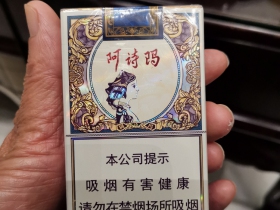 阿诗玛
本公司提示
吸烟有害健康
请勿在禁烟场所吸烟